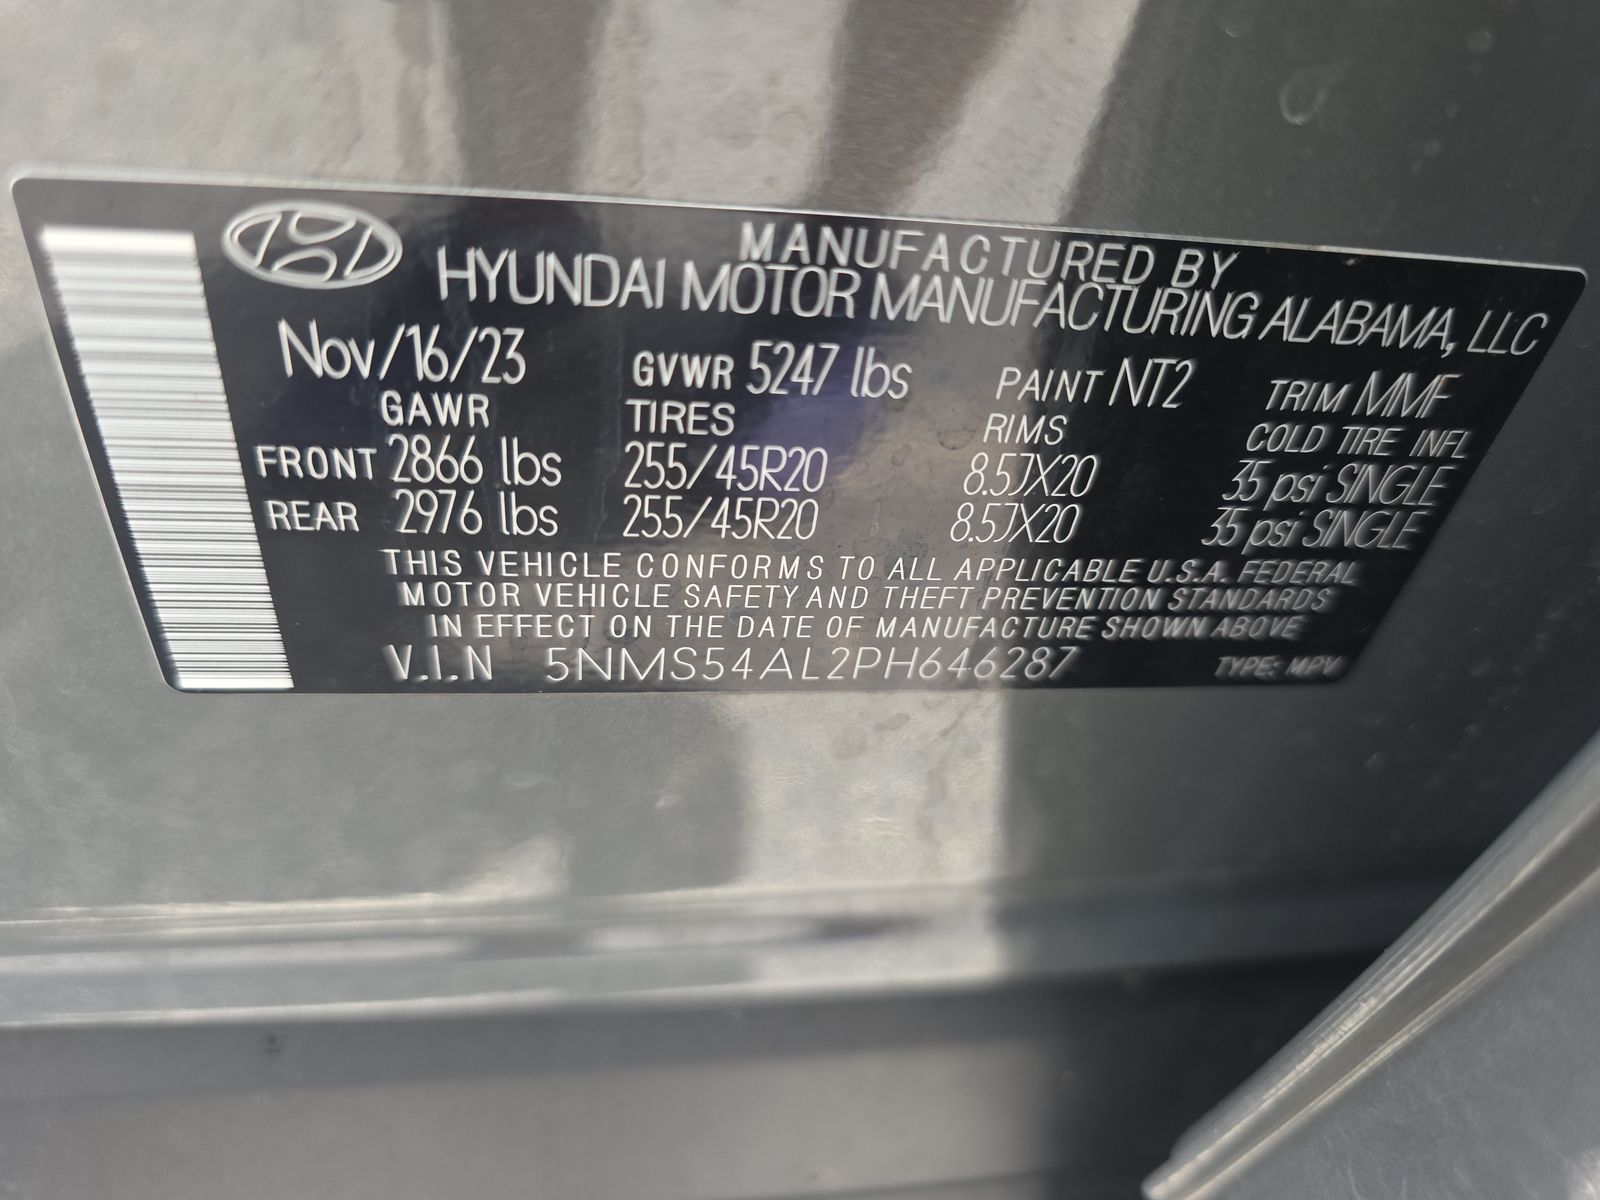 MANUFACTURED BY
HYUNDAI MOTOR MANUFACTURING ALABAMA, LLC
Nov/16/23 GVWR 5247 lbs PAINT NT2 TRIM MMF
GAWR TIRES RIMS COLD TIRE INFL
FRONT 2866 lbs 255/45R20 8.5JX20 35 psi SINGLE
REAR 2976 lbs 255/45R20 8.5JX20 35 psi SINGLE
THIS VEHICLE CONFORMS TO ALL APPLICABLE U.S.A. FEDERAL
MOTOR VEHICLE SAFETY AND THEFT PREVENTION STANDARDS
IN EFFECT ON THE DATE OF MANUFACTURE SHOWN ABOVE
V.I.N 5NMS54AL2PH646287 TYPE: MPV